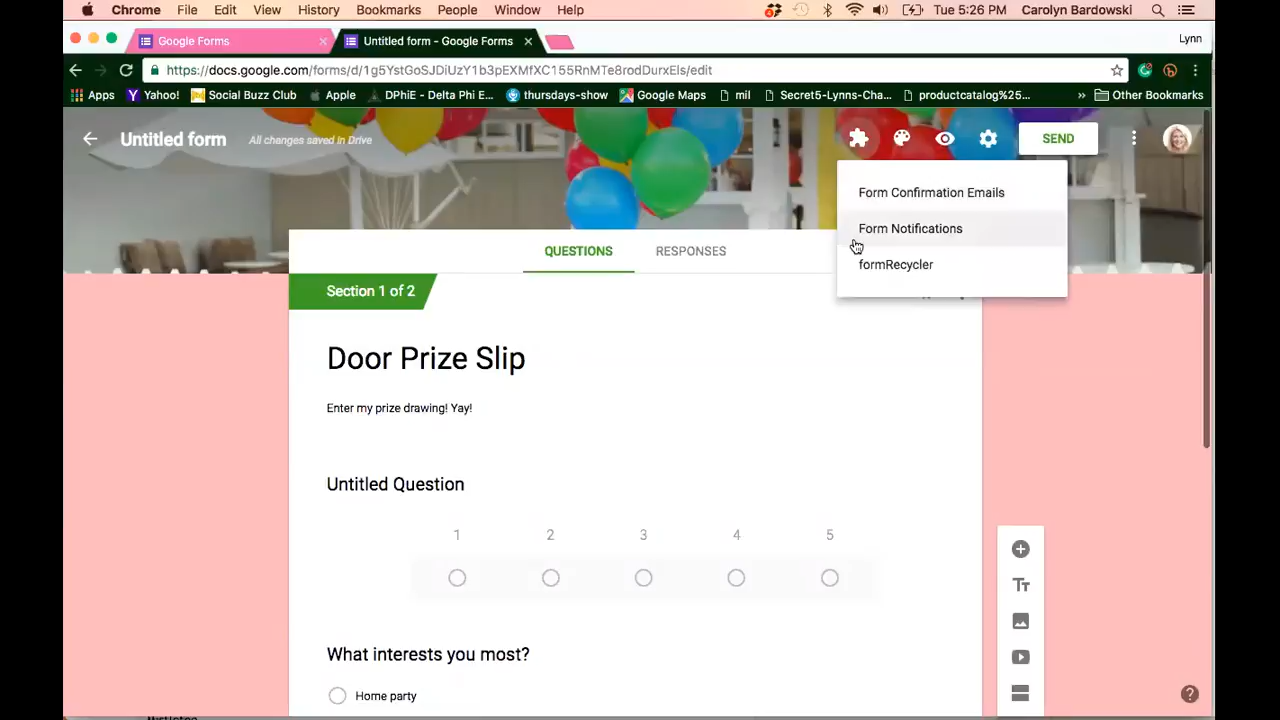 Chrome File Edit View History Bookmarks People Window Help Tue 5:26 PM Carolyn Bardowski
Google Forms Untitled form - Google Forms Lynn
https://docs.google.com/forms/d/1g5YstGoSJDiUzY1b3pEXMfXC155RnMTe8rodDurxEIs/edit
Apps Yahoo! Social Buzz Club Apple DPhiE - Delta Phi E... thursdays-show Google Maps mil Secret5-Lynns-Cha... productcatalog%25... » Other Bookmarks
Untitled form All changes saved in Drive SEND
Form Confirmation Emails
Form Notifications
formRecycler
QUESTIONS RESPONSES
Section 1 of 2
Door Prize Slip
Enter my prize drawing! Yay!
Untitled Question
1 2 3 4 5
Tт
What interests you most?
Home party